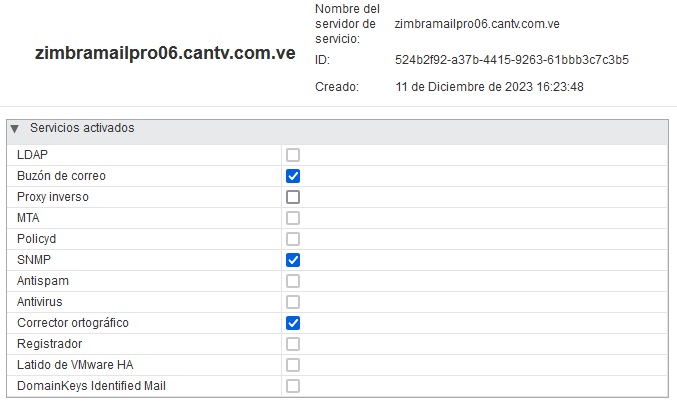 zimbramailpro06.cantv.com.ve
Nombre del
servidor de
servicio:
zimbramailpro06.cantv.com.ve
ID:
524b2f92-a37b-4415-9263-61bbb3c7c3b5
Creado:
11 de Diciembre de 2023 16:23:48
Servicios activados
LDAP
Buzón de correo
Proxy inverso
MTA
Policyd
SNMP
Antispam
Antivirus
Corrector ortográfico
Registrador
Latido de VMware HA
DomainKeys Identified Mail